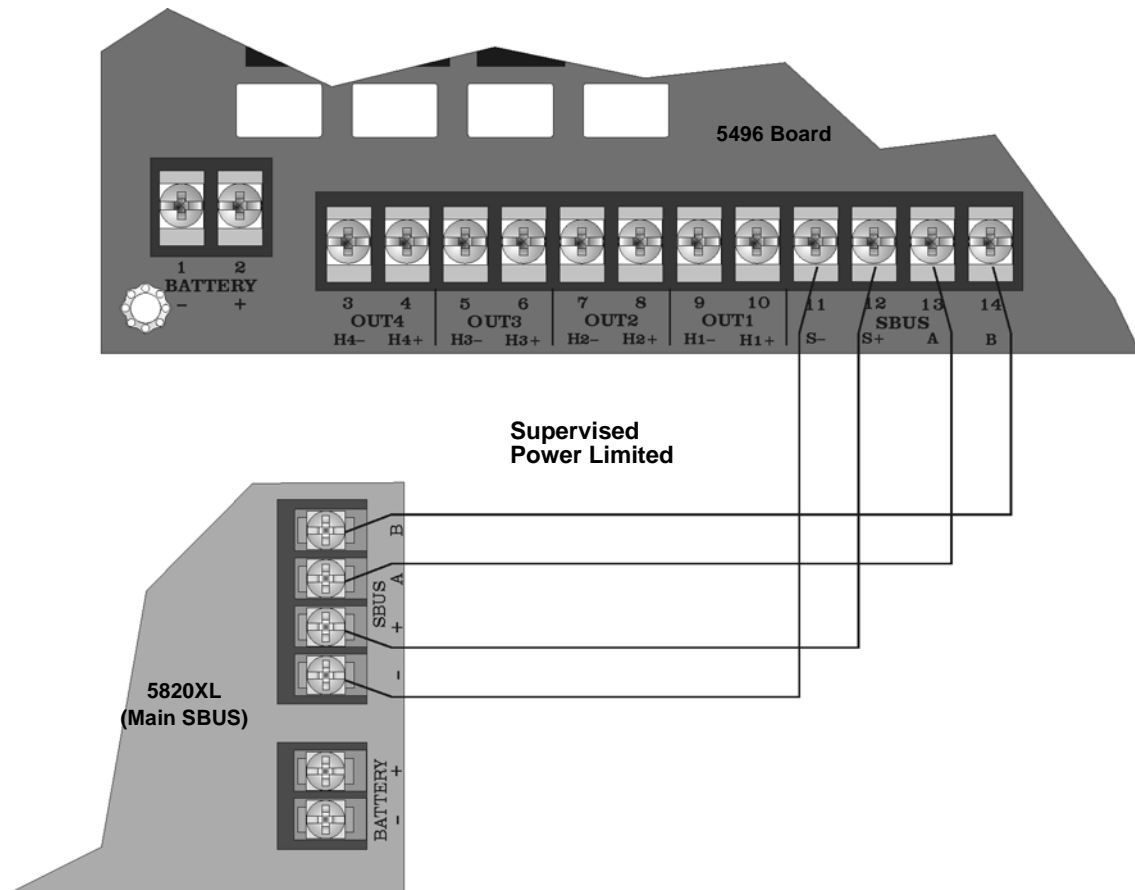 5496 Board
1 2
BATTERY
- +
3 4 5 6 7 8 9 10 11 12 13 14
OUT4 OUT3 OUT2 OUT1 SBUS
H4- H4+ H3- H3+ H2- H2+ H1- H1+ S- S+ A B
Supervised
Power Limited
B
A
SBUS
+
-
5820XL
(Main SBUS)
+
BATTERY
-